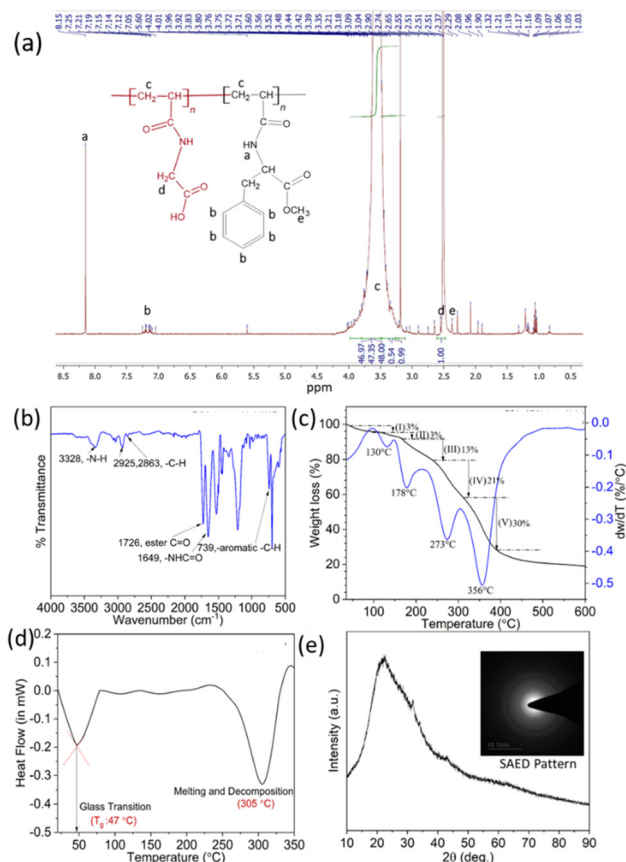 8.15 7.25 7.21 7.19 7.15 7.14 7.12 7.05 4.02 4.01 3.96 3.92 3.83 3.80 3.76 3.75 3.52 3.48 3.44 3.42 3.39 3.35 3.18 3.09 3.04 2.90 2.74 2.65 2.55 2.51 2.51 2.37 2.29 2.08 1.96 1.90 1.32 1.21 1.19 1.17 1.16 1.09 1.07 1.06 1.05 1.03
(a)
c c
CH2 CH n CH2 CH n
O NH O
HN
a
CH2 CH
CH2 O
d O
HO O CH3
e
b b
b b
b
a
b
c
d e
46.97 47.35 48.00 0.54 0.99 1.00
8.5 8.0 7.5 7.0 6.5 6.0 5.5 5.0 4.5 4.0 3.5 3.0 2.5 2.0 1.5 1.0 0.5
ppm
(b)
% Transmittance
3328, -N-H
2925,2863, -C-H
1726, ester C=O
1649, -NHC=O
739,-aromatic -C-H
4000 3500 3000 2500 2000 1500 1000 500
Wavenumber (cm-1)
(c)
Weight loss (%)
100
80
60
40
20
0
(I)3%
(II)3%
(III)13%
(IV)21%
(V)30%
130°C
178°C
273°C
356°C
0.0
-0.1
-0.2
-0.3
-0.4
-0.5
dw/dT (%/°C)
100 200 300 400 500 600
Temperature (°C)
(d)
Heat Flow (in mW)
0.2
0.1
0.0
-0.1
-0.2
-0.3
-0.4
-0.5
Glass Transition
(Tg :47 °C)
Melting and Decomposition
(305 °C)
50 100 150 200 250 300 350
Temperature (°C)
(e)
Intensity (a.u.)
SAED Pattern
10 20 30 40 50 60 70 80 90
2θ (deg.)